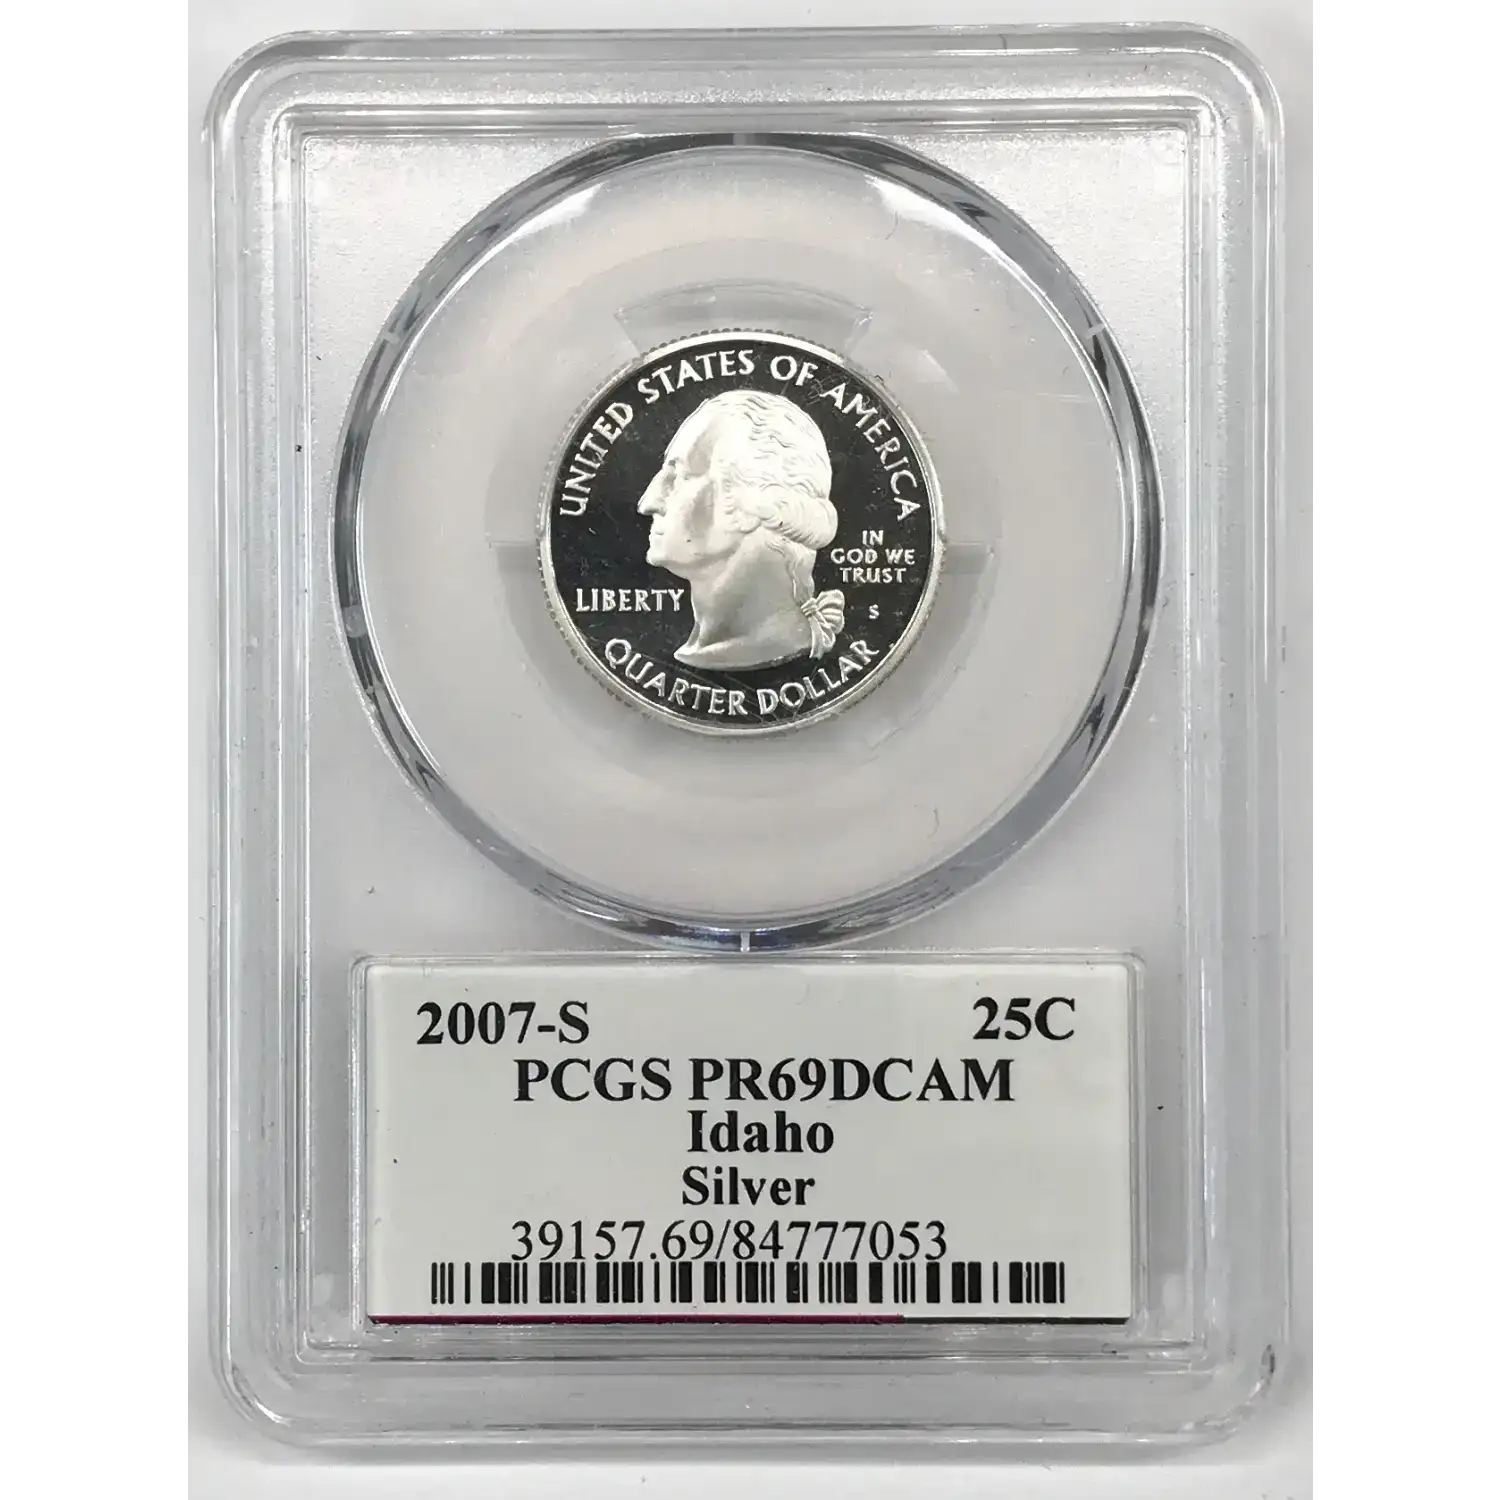 UNITED STATES OF AMERICA
IN
GOD WE
TRUST
LIBERTY
S
QUARTER DOLLAR
2007-S 25C
PCGS PR69DCAM
Idaho
Silver
39157.69/84777053